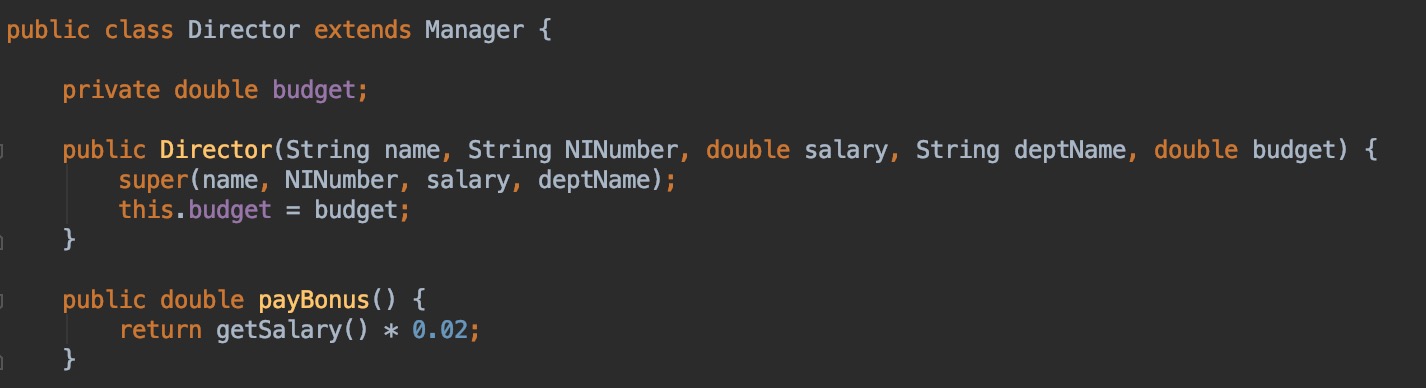 public class Director extends Manager {
private double budget;
public Director(String name, String NINumber, double salary, String deptName, double budget) {
super(name, NINumber, salary, deptName);
this.budget = budget;
}
public double payBonus() {
return getSalary() * 0.02;
}